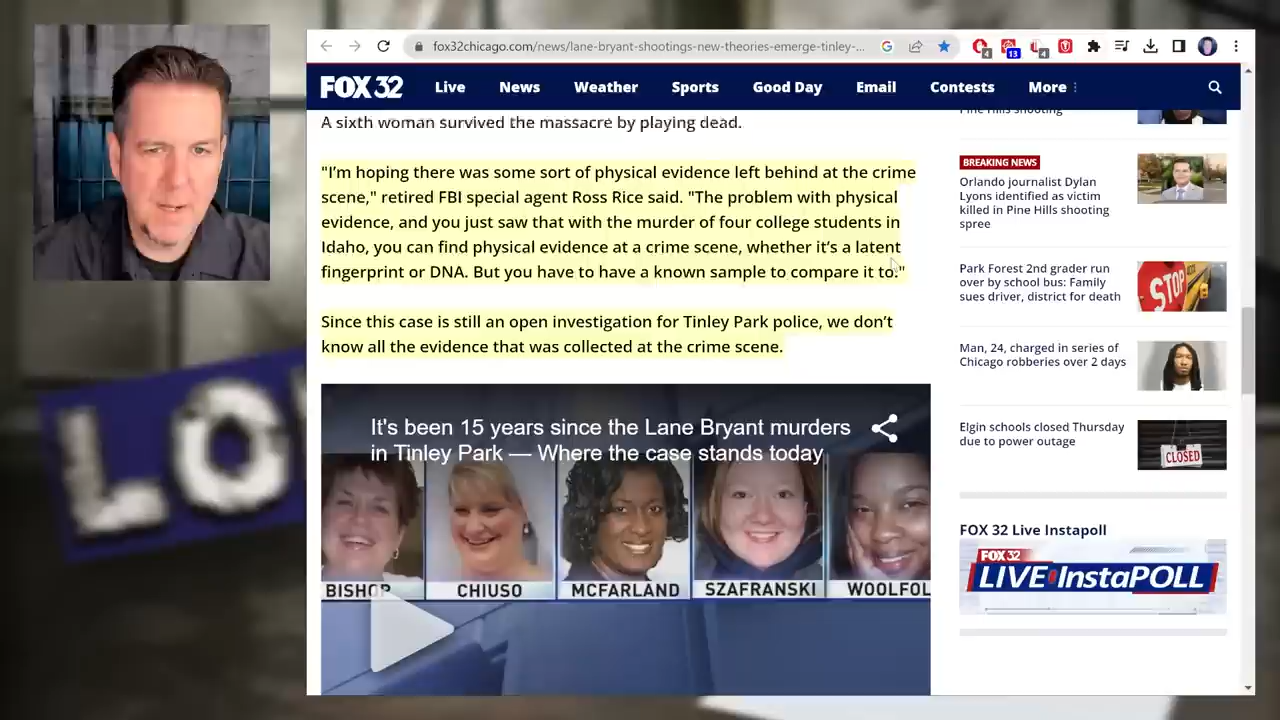 fox32chicago.com/news/lane-bryant-shootings-new-theories-emerge-tinley-...
4
13
4
FOX 32
Live
News
Weather
Sports
Good Day
Email
Contests
More
A sixth woman survived the massacre by playing dead.
"I'm hoping there was some sort of physical evidence left behind at the crime
scene," retired FBI special agent Ross Rice said. "The problem with physical
evidence, and you just saw that with the murder of four college students in
Idaho, you can find physical evidence at a crime scene, whether it's a latent
fingerprint or DNA. But you have to have a known sample to compare it to."
Since this case is still an open investigation for Tinley Park police, we don't
know all the evidence that was collected at the crime scene.
It's been 15 years since the Lane Bryant murders
in Tinley Park — Where the case stands today
BISHOP
CHIUSO
MCFARLAND
SZAFRANSKI
WOOLFOL
Pine Hills shooting
BREAKING NEWS
Orlando journalist Dylan
Lyons identified as victim
killed in Pine Hills shooting
spree
Park Forest 2nd grader run
over by school bus: Family
sues driver, district for death
STOP
Man, 24, charged in series of
Chicago robberies over 2 days
Elgin schools closed Thursday
due to power outage
CLOSED
FOX 32 Live Instapoll
FOX 32
LIVE InstaPOLL
LO